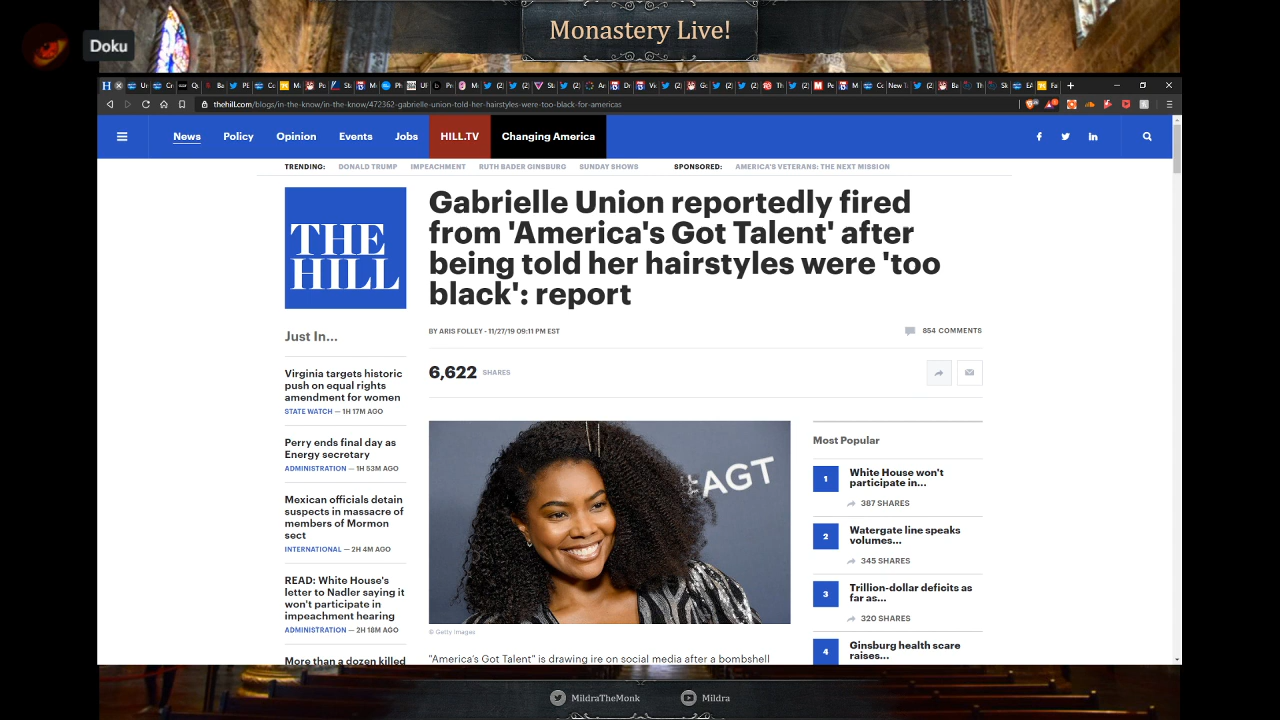 Monastery Live!
Doku
thehill.com/blogs/in-the-know/in-the-know/472362-gabrielle-union-told-her-hairstyles-were-too-black-for-americas
News
Policy
Opinion
Events
Jobs
HILL.TV
Changing America
TRENDING: DONALD TRUMP IMPEACHMENT RUTH BADER GINSBURG SUNDAY SHOWS SPONSORED: AMERICA'S VETERANS: THE NEXT MISSION
THE
HILL
Gabrielle Union reportedly fired
from 'America's Got Talent' after
being told her hairstyles were 'too
black': report
BY ARIS FOLLEY - 11/27/19 09:11 PM EST
854 COMMENTS
6,622 SHARES
Just In...
Virginia targets historic
push on equal rights
amendment for women
STATE WATCH — 1H 17M AGO
Perry ends final day as
Energy secretary
ADMINISTRATION — 1H 53M AGO
Mexican officials detain
suspects in massacre of
members of Mormon
sect
INTERNATIONAL — 2H 4M AGO
READ: White House's
letter to Nadler saying it
won't participate in
impeachment hearing
ADMINISTRATION — 2H 18M AGO
More than a dozen killed
AGT
© Getty Images
"America's Got Talent" is drawing ire on social media after a bombshell
Most Popular
1
White House won't
participate in...
387 SHARES
2
Watergate line speaks
volumes...
345 SHARES
3
Trillion-dollar deficits as
far as...
320 SHARES
4
Ginsburg health scare
raises...
MildraTheMonk
Mildra